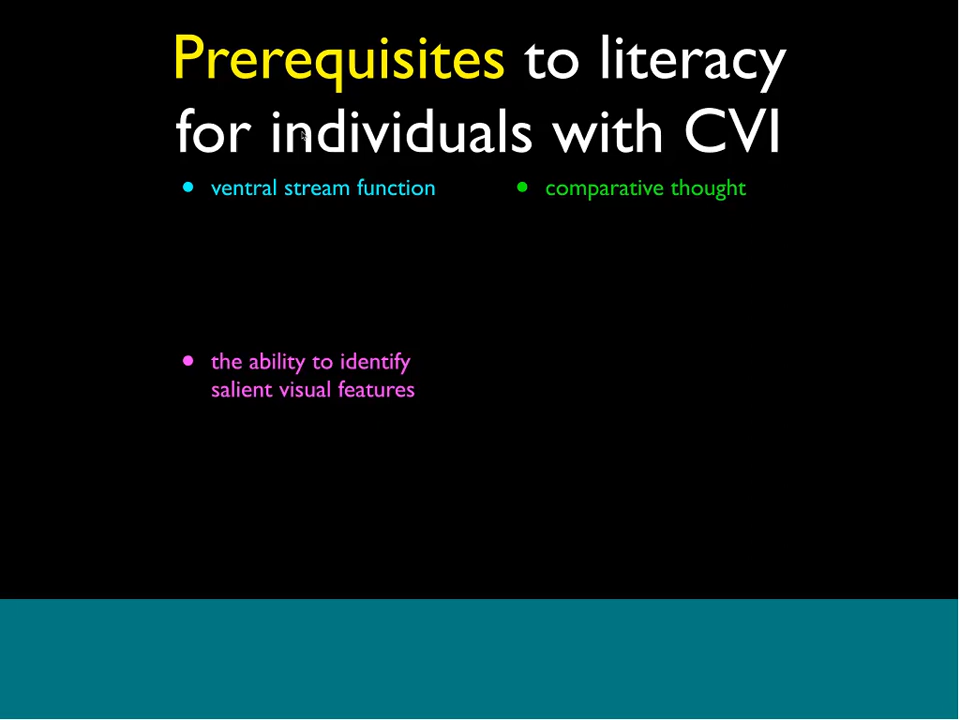 Prerequisites to literacy
for individuals with CVI
• ventral stream function
• comparative thought
• the ability to identify
salient visual features